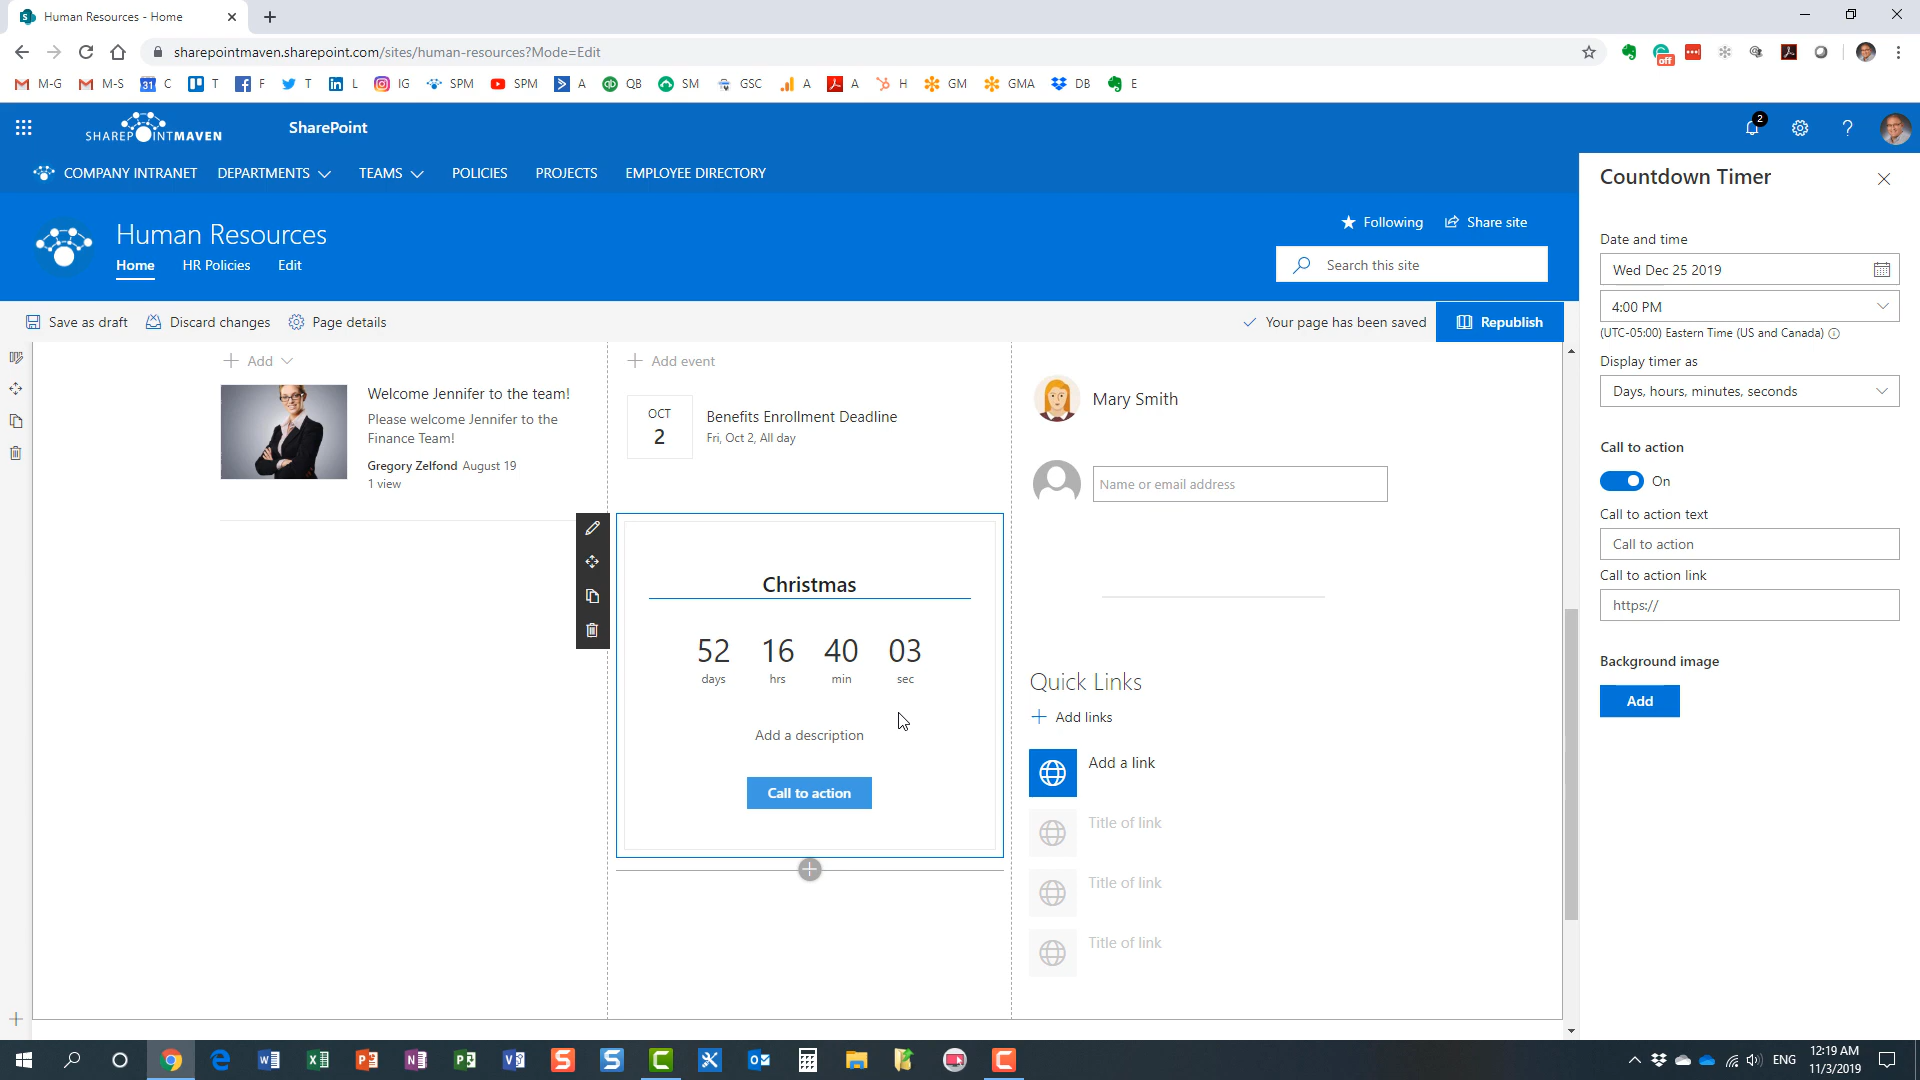 Human Resources - Home
sharepointmaven.sharepoint.com/sites/human-resources?Mode=Edit
off
M-G
M-S
31
C
T
F
T
L
IG
SPM
SPM
A
QB
SM
GSC
A
A
H
GM
GMA
DB
E
SHAREPOINTMAVEN
SharePoint
2
COMPANY INTRANET
DEPARTMENTS
TEAMS
POLICIES
PROJECTS
EMPLOYEE DIRECTORY
Human Resources
Home
HR Policies
Edit
Following
Share site
Search this site
Save as draft
Discard changes
Page details
Your page has been saved
Republish
Add
Welcome Jennifer to the team!
Please welcome Jennifer to the
Finance Team!
Gregory Zelfond August 19
1 view
Add event
OCT
2
Benefits Enrollment Deadline
Fri, Oct 2, All day
Christmas
52 16 40 03
days hrs min sec
Add a description
Call to action
Mary Smith
Name or email address
Quick Links
Add links
Add a link
Title of link
Title of link
Title of link
Countdown Timer
Date and time
Wed Dec 25 2019
4:00 PM
(UTC-05:00) Eastern Time (US and Canada)
Display timer as
Days, hours, minutes, seconds
Call to action
On
Call to action text
Call to action
Call to action link
https://
Background image
Add
ENG
12:19 AM
11/3/2019